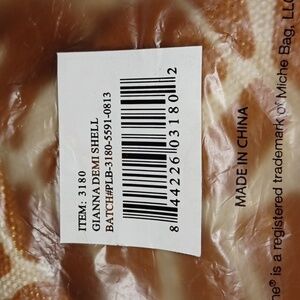 ITEM: 3180
GIANNA DEMI SHELL
BATCH#PLB-3180-5591-0813
8 44226 03180 2
MADE IN CHINA
is a registered trademark of Miche Bag, LLC